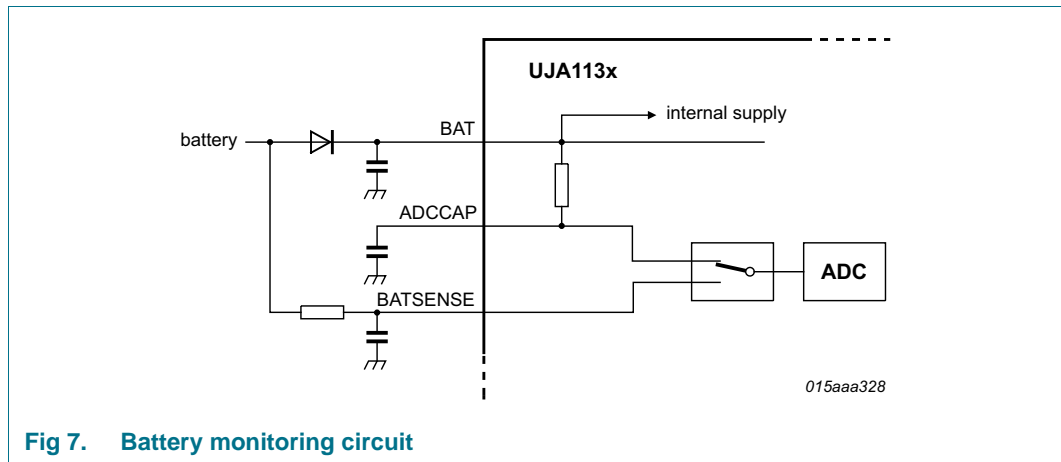 UJA113x
internal supply
battery
BAT
ADCCAP
ADC
BATSENSE
015aaa328
Fig 7. Battery monitoring circuit